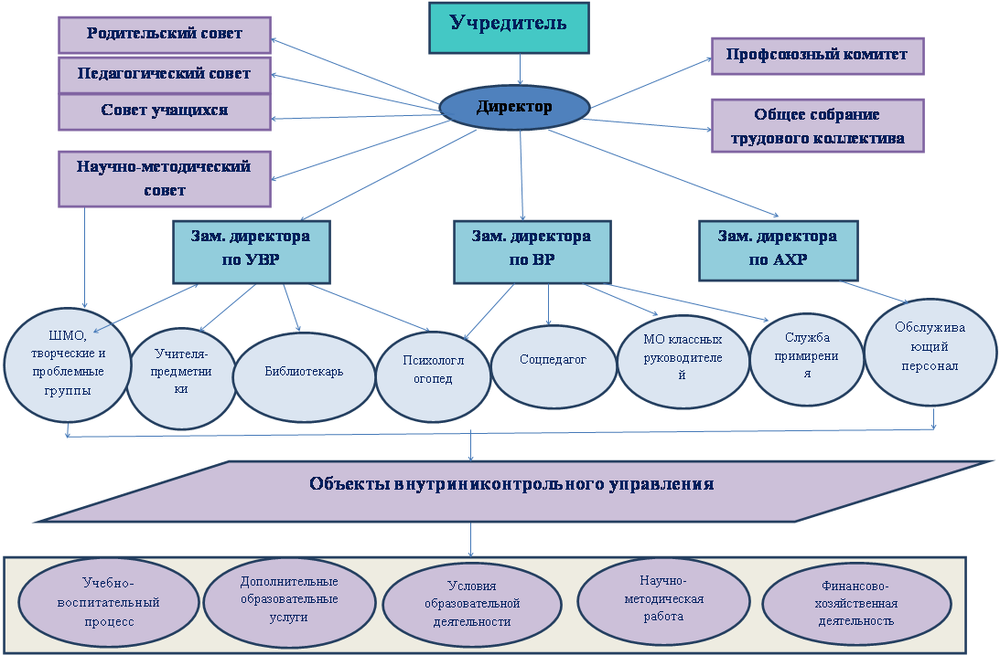 Учредитель
Родительский совет
Педагогический совет
Совет учащихся
Научно-методический
совет
Директор
Профсоюзный комитет
Общее собрание
трудового коллектива
Зам. директора
по УВР
Зам. директора
по ВР
Зам. директора
по АХР
ШМО,
творческие и
проблемные
группы
Учителя-
предметни
ки
Библиотекарь
Психологл
огопед
Соцпедагог
МО классных
руководителе
й
Служба
примирени
я
Обслужива
ющий
персонал
Объекты внутриниконтрольного управления
Учебно-
воспитательный
процесс
Дополнительные
образовательные
услуги
Условия
образовательной
деятельности
Научно-
методическая
работа
Финансово-
хозяйственная
деятельность